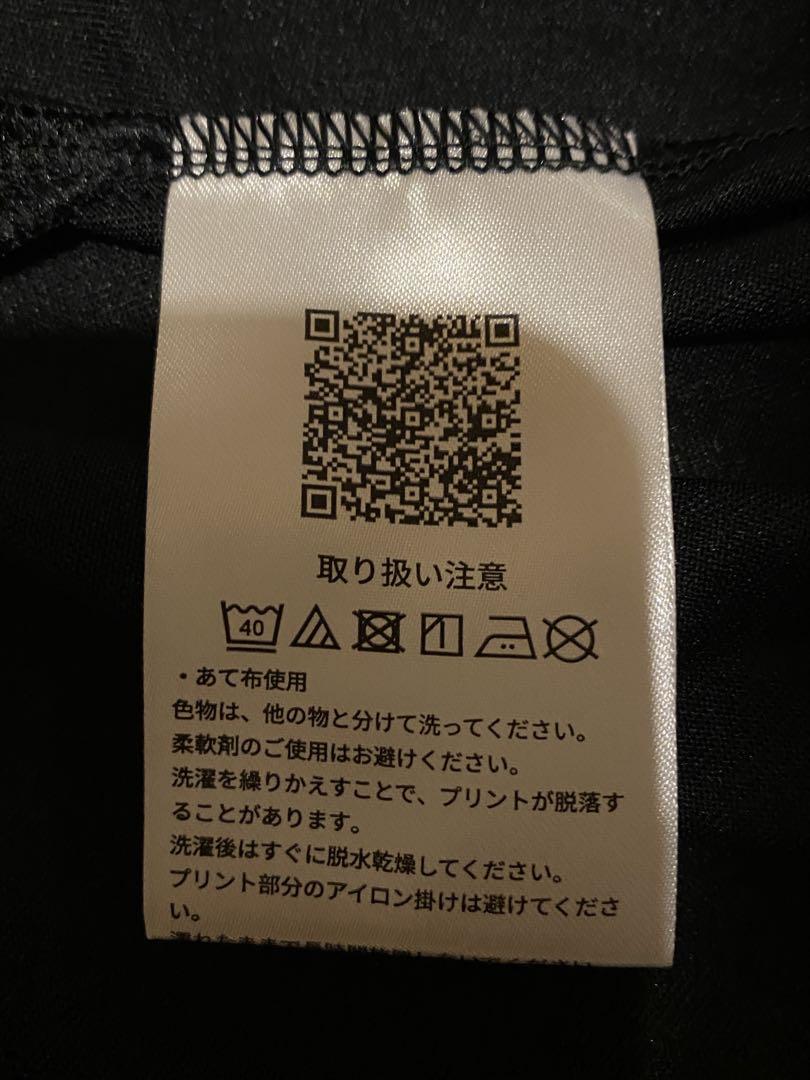 取り扱い注意
40
・あて布使用
色物は、他の物と分けて洗ってください。
柔軟剤のご使用はお避けください。
洗濯を繰りかえすことで、プリントが脱落す
ることがあります。
洗濯後はすぐに脱水乾燥してください。
プリント部分のアイロン掛けは避けてくださ
い。